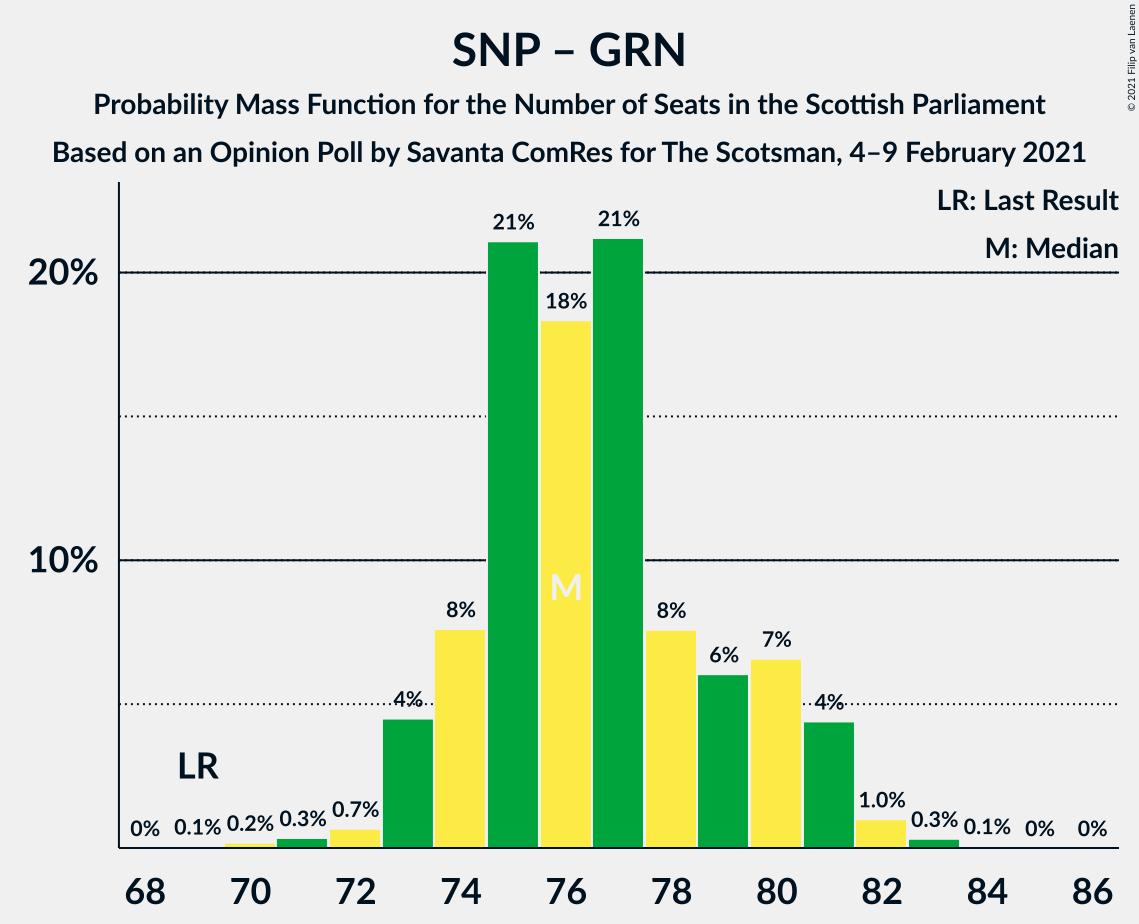 SNP – GRN
Probability Mass Function for the Number of Seats in the Scottish Parliament
Based on an Opinion Poll by Savanta ComRes for The Scotsman, 4–9 February 2021
© 2021 Filip van Laenen
LR: Last Result
M: Median
20%
10%
0%
0.1%
0.2%
0.3%
0.7%
4%
8%
21%
18%
21%
8%
6%
7%
4%
1.0%
0.3%
0.1%
0%
0%
LR
M
68 70 72 74 76 78 80 82 84 86